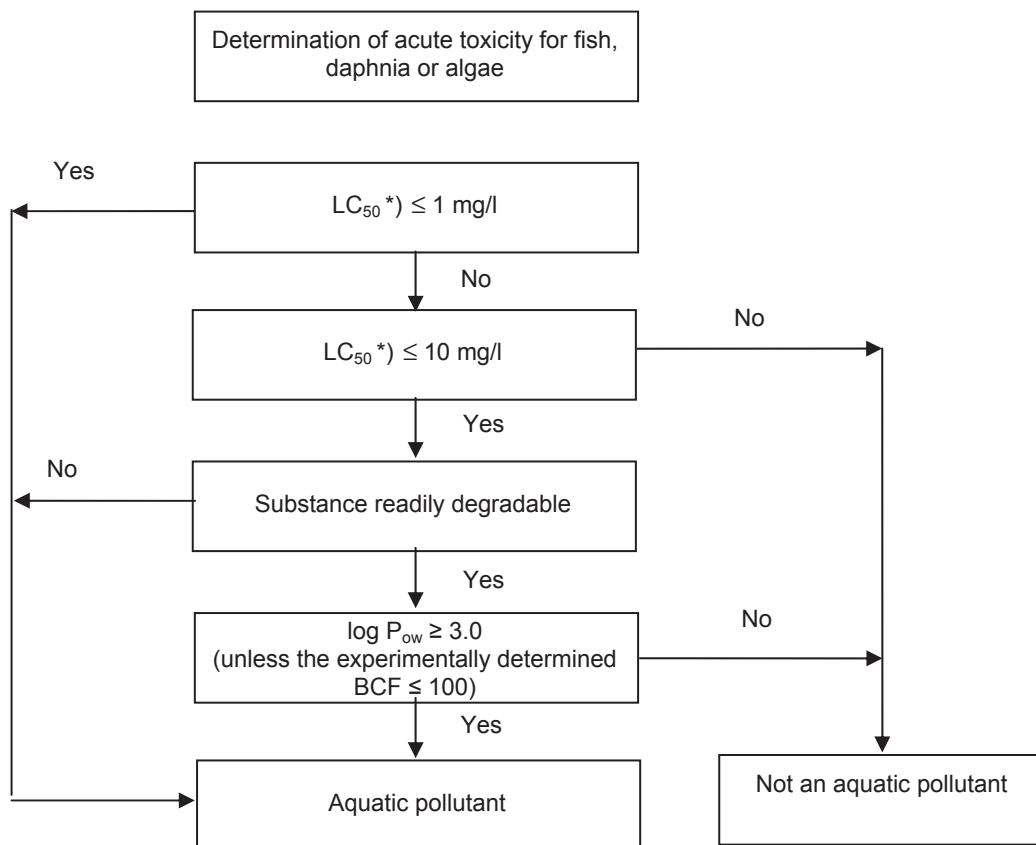 Determination of acute toxicity for fish,
daphnia or algae
Yes
LC50 *) ≤ 1 mg/l
No
No
LC50 *) ≤ 10 mg/l
Yes
No
Substance readily degradable
Yes
log Pow ≥ 3.0
(unless the experimentally determined
BCF ≤ 100)
No
Yes
Aquatic pollutant
Not an aquatic pollutant